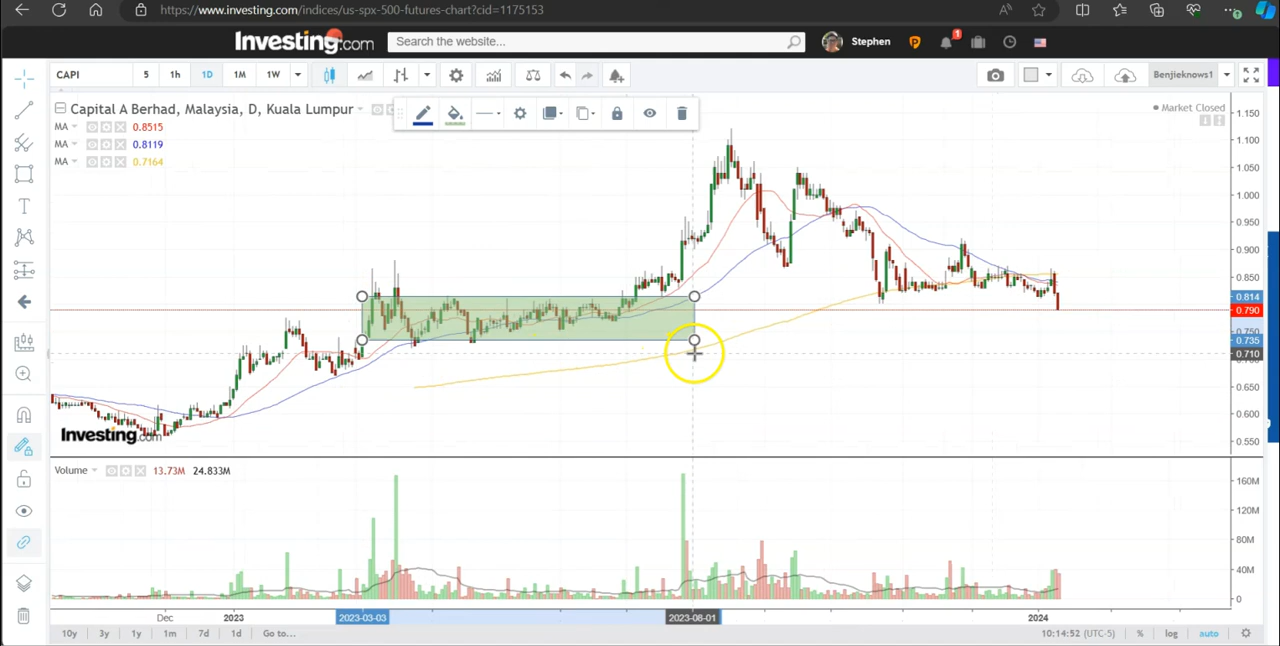 https://www.investing.com/indices/us-spx-500-futures-chart?cid=1175153
Investing.com
Search the website...
Stephen
1
CAPI
5
1h
1D
1M
1W
Benjieknows1
Capital A Berhad, Malaysia, D, Kuala Lumpur
Market Closed
MA
0.8515
MA
0.8119
MA
0.7164
1.150
1.100
1.050
1.000
0.950
0.900
0.850
0.814
0.790
0.750
0.735
0.710
0.650
0.600
0.550
Investing.com
Volume
13.73M
24.833M
160M
120M
80M
40M
0
Dec
2023
2023-03-03
2023-08-01
2024
10y
3y
1y
1m
7d
1d
Go to...
10:14:52 (UTC-5)
%
log
auto